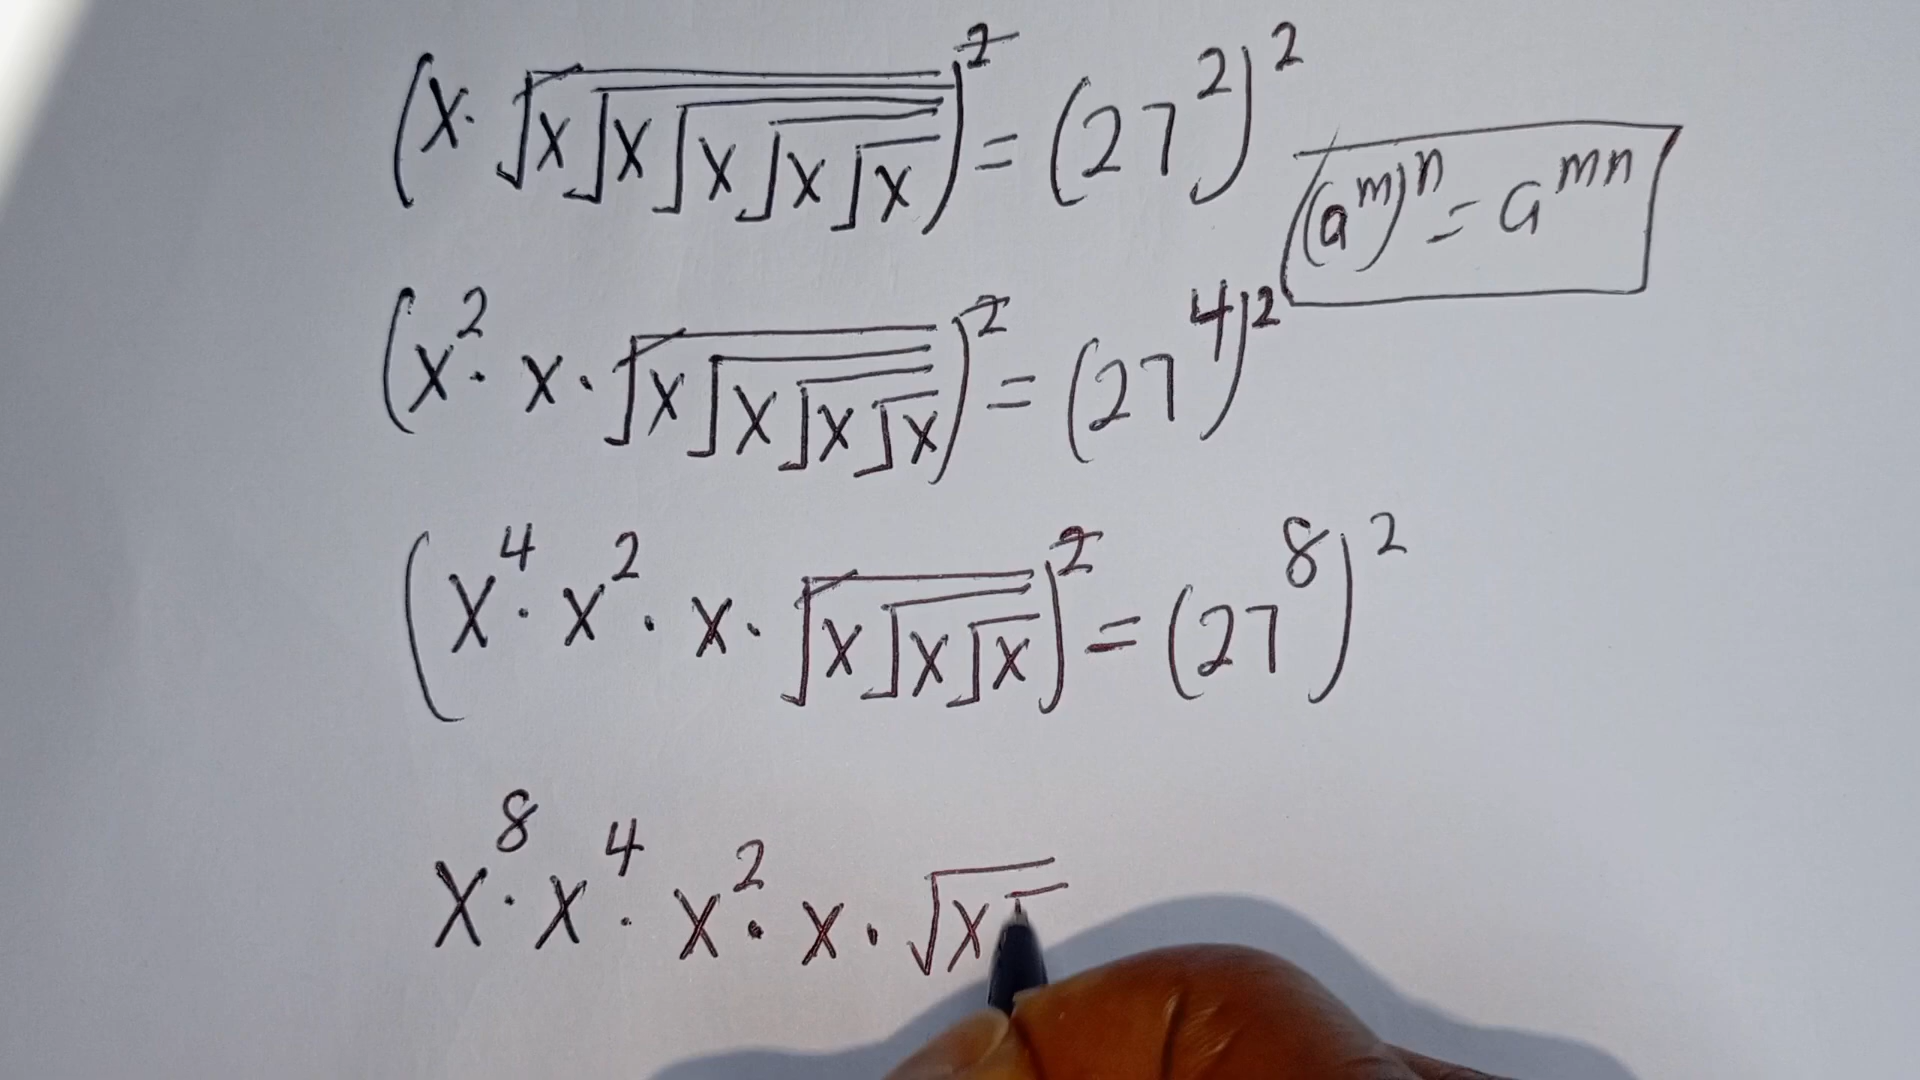 (x·√(x√(x√(x√(x√x)))))² = (27²)²
(aᵐ)ⁿ = aᵐⁿ
(x²·x·√(x√(x√(x√x))))² = (27⁴)²
(x⁴·x²·x·√(x√(x√x)))² = (27⁸)²
x⁸·x⁴·x²·x·√(x√